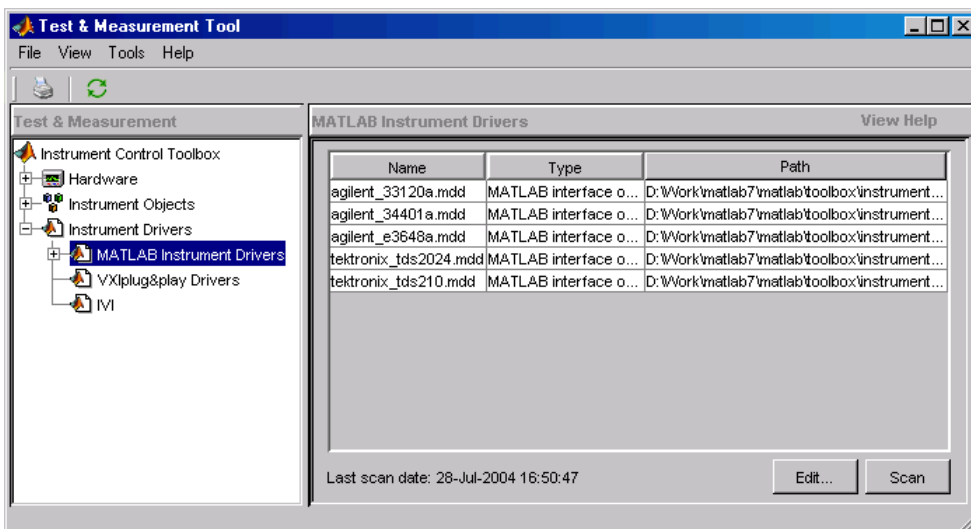 Test & Measurement Tool
File View Tools Help
Test & Measurement
MATLAB Instrument Drivers View Help
Instrument Control Toolbox
Hardware
Instrument Objects
Instrument Drivers
MATLAB Instrument Drivers
VXIplug&play Drivers
IVI
Name Type Path
agilent_33120a.mdd MATLAB interface o... D:\Work\matlab7\matlab\toolbox\instrument...
agilent_34401a.mdd MATLAB interface o... D:\Work\matlab7\matlab\toolbox\instrument...
agilent_e3648a.mdd MATLAB interface o... D:\Work\matlab7\matlab\toolbox\instrument...
tektronix_tds2024.mdd MATLAB interface o... D:\Work\matlab7\matlab\toolbox\instrument...
tektronix_tds210.mdd MATLAB interface o... D:\Work\matlab7\matlab\toolbox\instrument...
Last scan date: 28-Jul-2004 16:50:47
Edit... Scan